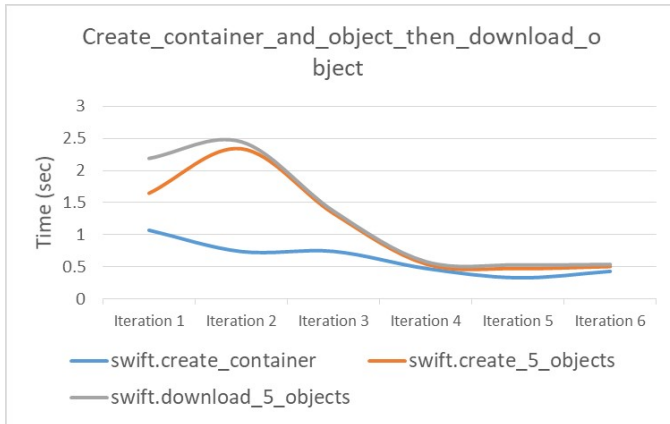 Create_container_and_object_then_download_o
bject
3
2.5
2
1.5
1
0.5
0
Time (sec)
Iteration 1 Iteration 2 Iteration 3 Iteration 4 Iteration 5 Iteration 6
swift.create_container swift.create_5_objects
swift.download_5_objects